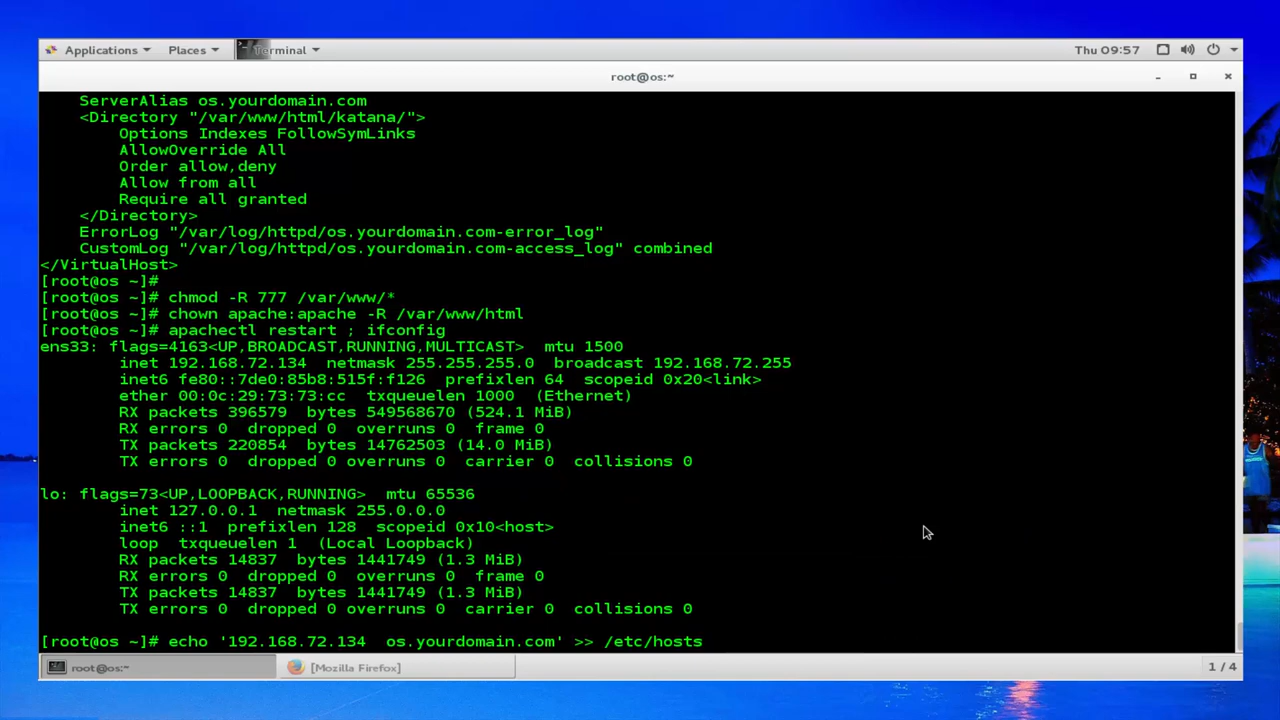 Applications Places Terminal Thu 09:57
root@os:~
ServerAlias os.yourdomain.com
<Directory "/var/www/html/katana/">
Options Indexes FollowSymLinks
AllowOverride All
Order allow,deny
Allow from all
Require all granted
</Directory>
ErrorLog "/var/log/httpd/os.yourdomain.com-error_log"
CustomLog "/var/log/httpd/os.yourdomain.com-access_log" combined
</VirtualHost>
[root@os ~]#
[root@os ~]# chmod -R 777 /var/www/*
[root@os ~]# chown apache:apache -R /var/www/html
[root@os ~]# apachectl restart ; ifconfig
ens33: flags=4163<UP,BROADCAST,RUNNING,MULTICAST>  mtu 1500
inet 192.168.72.134  netmask 255.255.255.0  broadcast 192.168.72.255
inet6 fe80::7de0:85b8:515f:f126  prefixlen 64  scopeid 0x20<link>
ether 00:0c:29:73:73:cc  txqueuelen 1000  (Ethernet)
RX packets 396579  bytes 549568670 (524.1 MiB)
RX errors 0  dropped 0  overruns 0  frame 0
TX packets 220854  bytes 14762503 (14.0 MiB)
TX errors 0  dropped 0 overruns 0  carrier 0  collisions 0
lo: flags=73<UP,LOOPBACK,RUNNING>  mtu 65536
inet 127.0.0.1  netmask 255.0.0.0
inet6 ::1  prefixlen 128  scopeid 0x10<host>
loop  txqueuelen 1  (Local Loopback)
RX packets 14837  bytes 1441749 (1.3 MiB)
RX errors 0  dropped 0  overruns 0  frame 0
TX packets 14837  bytes 1441749 (1.3 MiB)
TX errors 0  dropped 0 overruns 0  carrier 0  collisions 0
[root@os ~]# echo '192.168.72.134  os.yourdomain.com' >> /etc/hosts
root@os:~ [Mozilla Firefox] 1 / 4